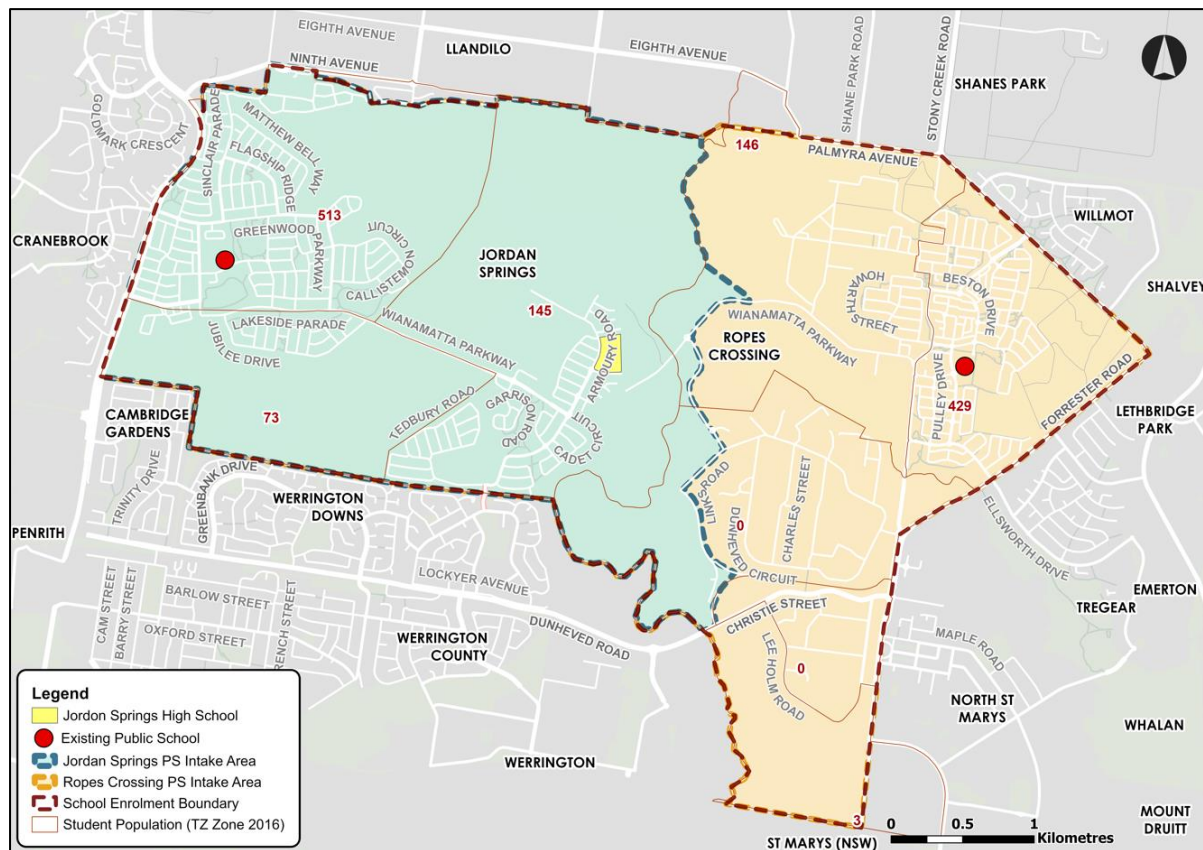 EIGHTH AVENUE
LLANDILO
EIGHTH AVENUE
NINTH AVENUE
SHANE PARK ROAD
STONY CREEK ROAD
SHANES PARK
GOLDMARK CRESCENT
SINCLAIR PARADE
MATTHEW BELL WAY
FLAGSHIP RIDGE
146
PALMYRA AVENUE
513
GREENWOOD
PARKWAY
CALLISTEMON CIRCUIT
WILLMOT
CRANEBROOK
JORDAN
SPRINGS
HOWARTH
STREET
BESTON DRIVE
SHALVEY
145
WIANAMATTA PARKWAY
LAKESIDE PARADE
JUBILEE DRIVE
WIANAMATTA PARKWAY
ARMOURY ROAD
ROPES
CROSSING
PULLEY DRIVE
429
FORRESTER ROAD
LETHBRIDGE
PARK
CAMBRIDGE
GARDENS
73
TEDBURY ROAD
GARRISON
ROAD
CADET CIRCUIT
TRINITY DRIVE
GREENBANK DRIVE
WERRINGTON
DOWNS
LINKS ROAD
0
DUNHEVED CIRCUIT
CHARLES STREET
ELLSWORTH DRIVE
PENRITH
LOCKYER AVENUE
EMERTON
TREGEAR
CAM STREET
BARRY STREET
BARLOW STREET
OXFORD STREET
FRENCH STREET
WERRINGTON
COUNTY
DUNHEVED ROAD
CHRISTIE STREET
LEE HOLM ROAD
0
MAPLE ROAD
NORTH ST
MARYS
WHALAN
WERRINGTON
MOUNT
DRUITT
3
ST MARYS (NSW)
0 0.5 1
Kilometres
Legend
Jordon Springs High School
Existing Public School
Jordan Springs PS Intake Area
Ropes Crossing PS Intake Area
School Enrolment Boundary
Student Population (TZ Zone 2016)